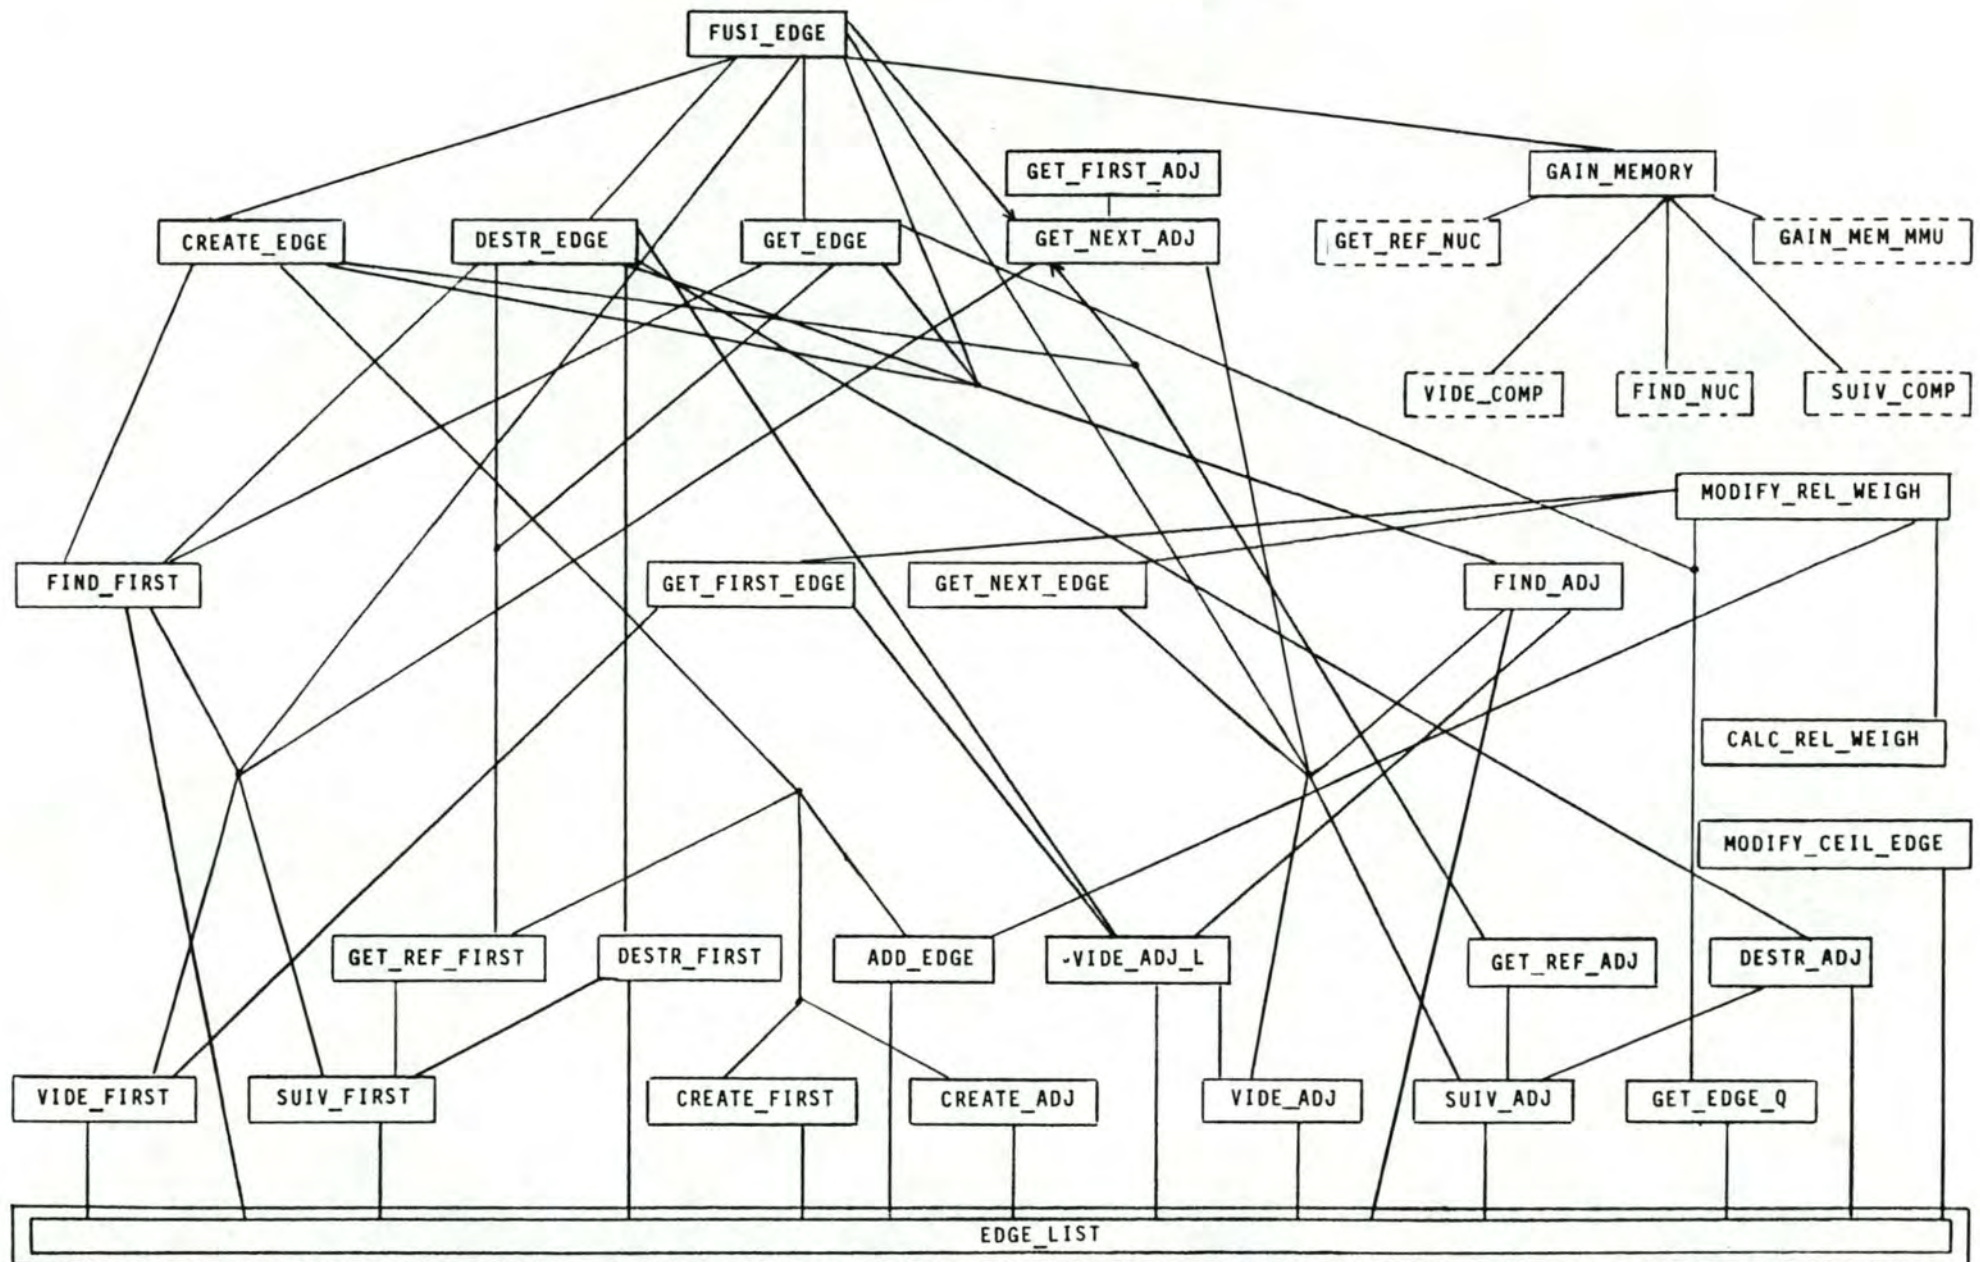 FUSI_EDGE
GET_FIRST_ADJ
GAIN_MEMORY
CREATE_EDGE
DESTR_EDGE
GET_EDGE
GET_NEXT_ADJ
GET_REF_NUC
GAIN_MEM_MMU
VIDE_COMP
FIND_NUC
SUIV_COMP
MODIFY_REL_WEIGH
FIND_FIRST
GET_FIRST_EDGE
GET_NEXT_EDGE
FIND_ADJ
CALC_REL_WEIGH
MODIFY_CEIL_EDGE
GET_REF_FIRST
DESTR_FIRST
ADD_EDGE
VIDE_ADJ_L
GET_REF_ADJ
DESTR_ADJ
VIDE_FIRST
SUIV_FIRST
CREATE_FIRST
CREATE_ADJ
VIDE_ADJ
SUIV_ADJ
GET_EDGE_Q
EDGE_LIST